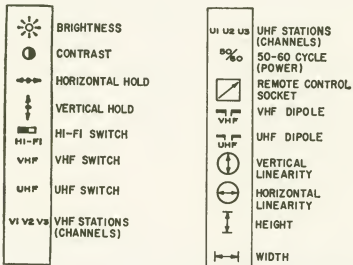 BRIGHTNESS
CONTRAST
HORIZONTAL HOLD
VERTICAL HOLD
HI-FI HI-FI SWITCH
VHF VHF SWITCH
UHF UHF SWITCH
V1 V2 V3 VHF STATIONS
(CHANNELS)
U1 U2 U3 UHF STATIONS
(CHANNELS)
50/60 50-60 CYCLE
(POWER)
REMOTE CONTROL
SOCKET
VHF VHF DIPOLE
UHF UHF DIPOLE
VERTICAL
LINEARITY
HORIZONTAL
LINEARITY
HEIGHT
WIDTH